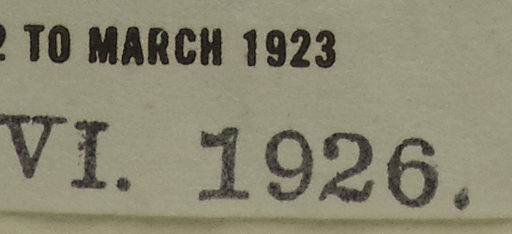 TO MARCH 1923
VI. 1926.